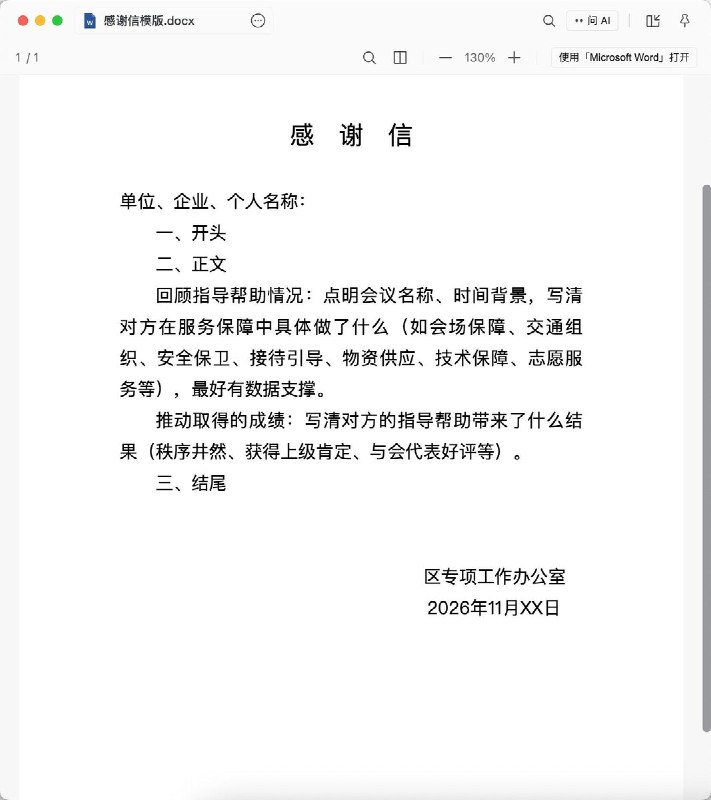 感谢信模版.docx
问 AI
1 / 1
130%
使用「Microsoft Word」打开
感 谢 信
单位、企业、个人名称：
一、开头
二、正文
回顾指导帮助情况：点明会议名称、时间背景，写清
对方在服务保障中具体做了什么（如会场保障、交通组
织、安全保卫、接待引导、物资供应、技术保障、志愿服
务等），最好有数据支撑。
推动取得的成绩：写清对方的指导帮助带来了什么结
果（秩序井然、获得上级肯定、与会代表好评等）。
三、结尾
区专项工作办公室
2026年11月XX日